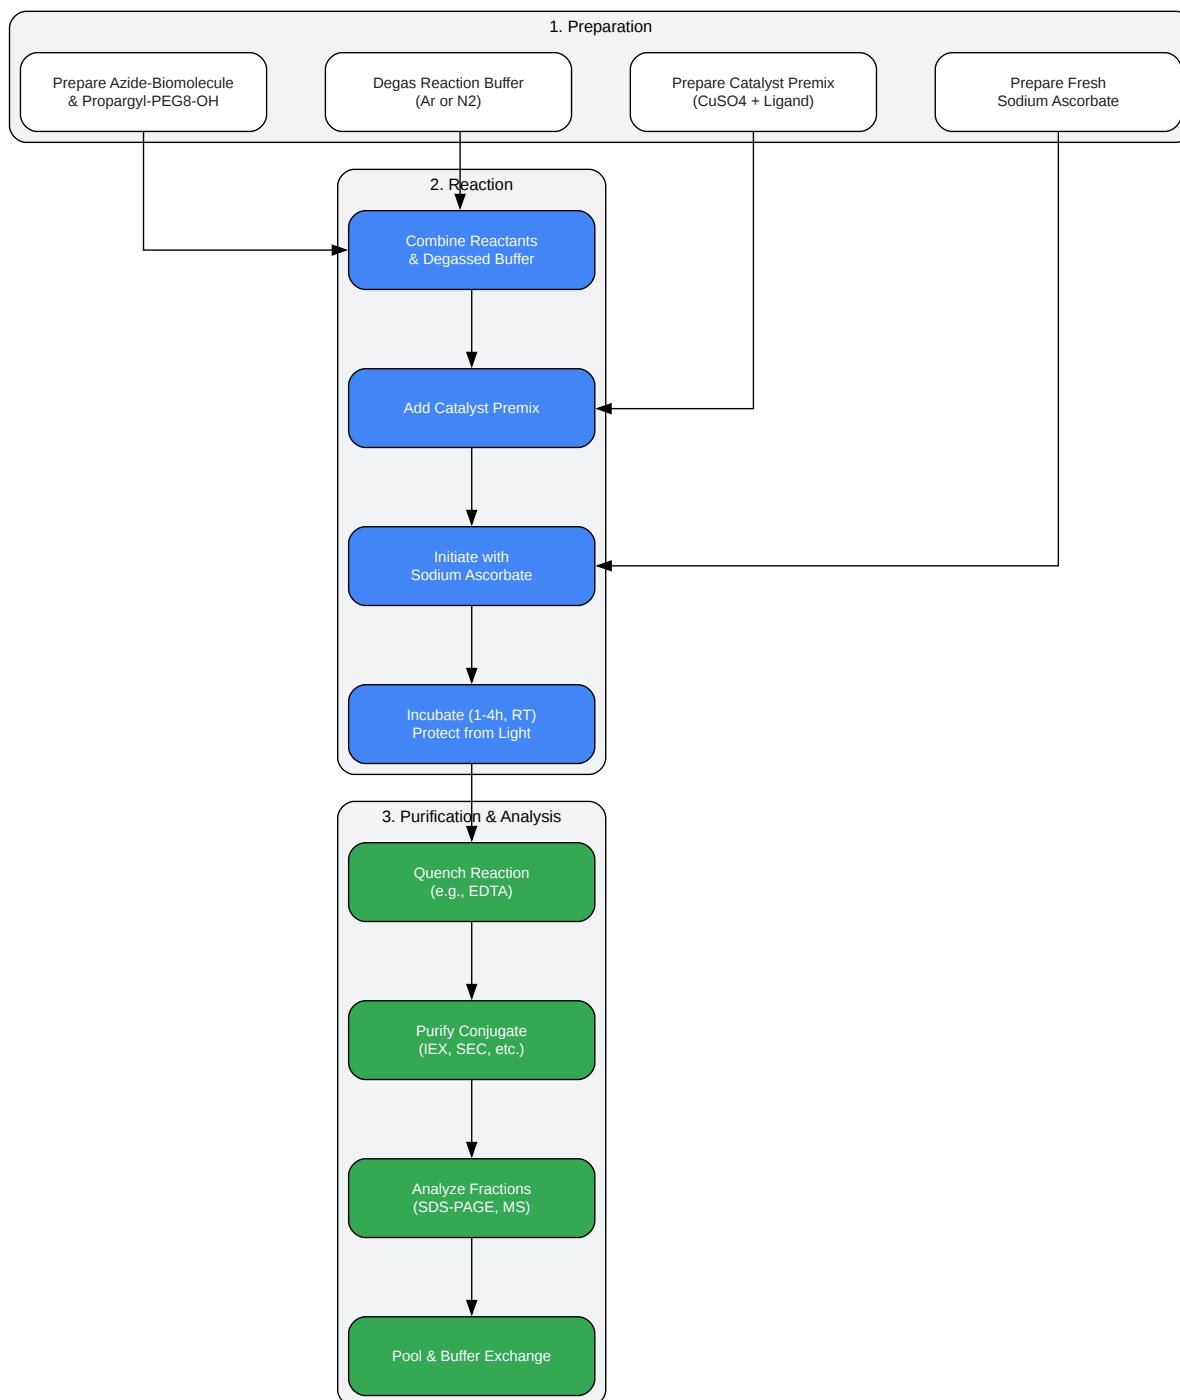 1. Preparation
Prepare Azide-Biomolecule
& Propargyl-PEG8-OH
Degas Reaction Buffer
(Ar or N2)
Prepare Catalyst Premix
(CuSO4 + Ligand)
Prepare Fresh
Sodium Ascorbate
2. Reaction
Combine Reactants
& Degassed Buffer
Add Catalyst Premix
Initiate with
Sodium Ascorbate
Incubate (1-4h, RT)
Protect from Light
3. Purification & Analysis
Quench Reaction
(e.g., EDTA)
Purify Conjugate
(IEX, SEC, etc.)
Analyze Fractions
(SDS-PAGE, MS)
Pool & Buffer Exchange